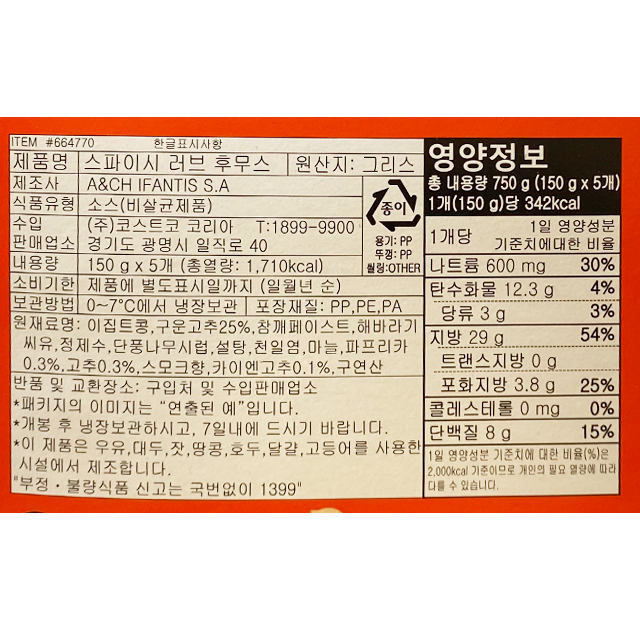 ITEM #664770 한글표시사항
제품명 스파이시 러브 후무스 원산지: 그리스
제조사 A&CH IFANTIS S.A
식품유형 소스(비살균제품)
수입 (주)코스트코 코리아 T:1899-9900
판매업소 경기도 광명시 일직로 40
내용량 150 g x 5개 (총열량: 1,710kcal)
소비기한 제품에 별도표시일까지 (일월년 순)
보관방법 0~7℃에서 냉장보관 포장재질: PP,PE,PA
종이
용기: PP
뚜껑: PP
씰링:OTHER
원재료명: 이집트콩,구운고추25%,참깨페이스트,해바라기
씨유,정제수,단풍나무시럽,설탕,천일염,마늘,파프리카
0.3%,고추0.3%,스모크향,카이엔고추0.1%,구연산
반품 및 교환장소: 구입처 및 수입판매업소
*패키지의 이미지는 "연출된 예"입니다.
*개봉 후 냉장보관하시고, 7일내에 드시기 바랍니다.
*이 제품은 우유,대두,잣,땅콩,호두,달걀,고등어를 사용한
시설에서 제조합니다.
"부정·불량식품 신고는 국번없이 1399"
영양정보
총 내용량 750 g (150 g x 5개)
1개(150 g)당 342kcal
1개당 1일 영양성분
기준치에대한 비율
나트륨 600 mg 30%
탄수화물 12.3 g 4%
당류 3 g 3%
지방 29 g 54%
트랜스지방 0 g
포화지방 3.8 g 25%
콜레스테롤 0 mg 0%
단백질 8 g 15%
1일 영양성분 기준치에 대한 비율(%)은
2,000kcal 기준이므로 개인의 필요 열량에 따라
다를 수 있습니다.